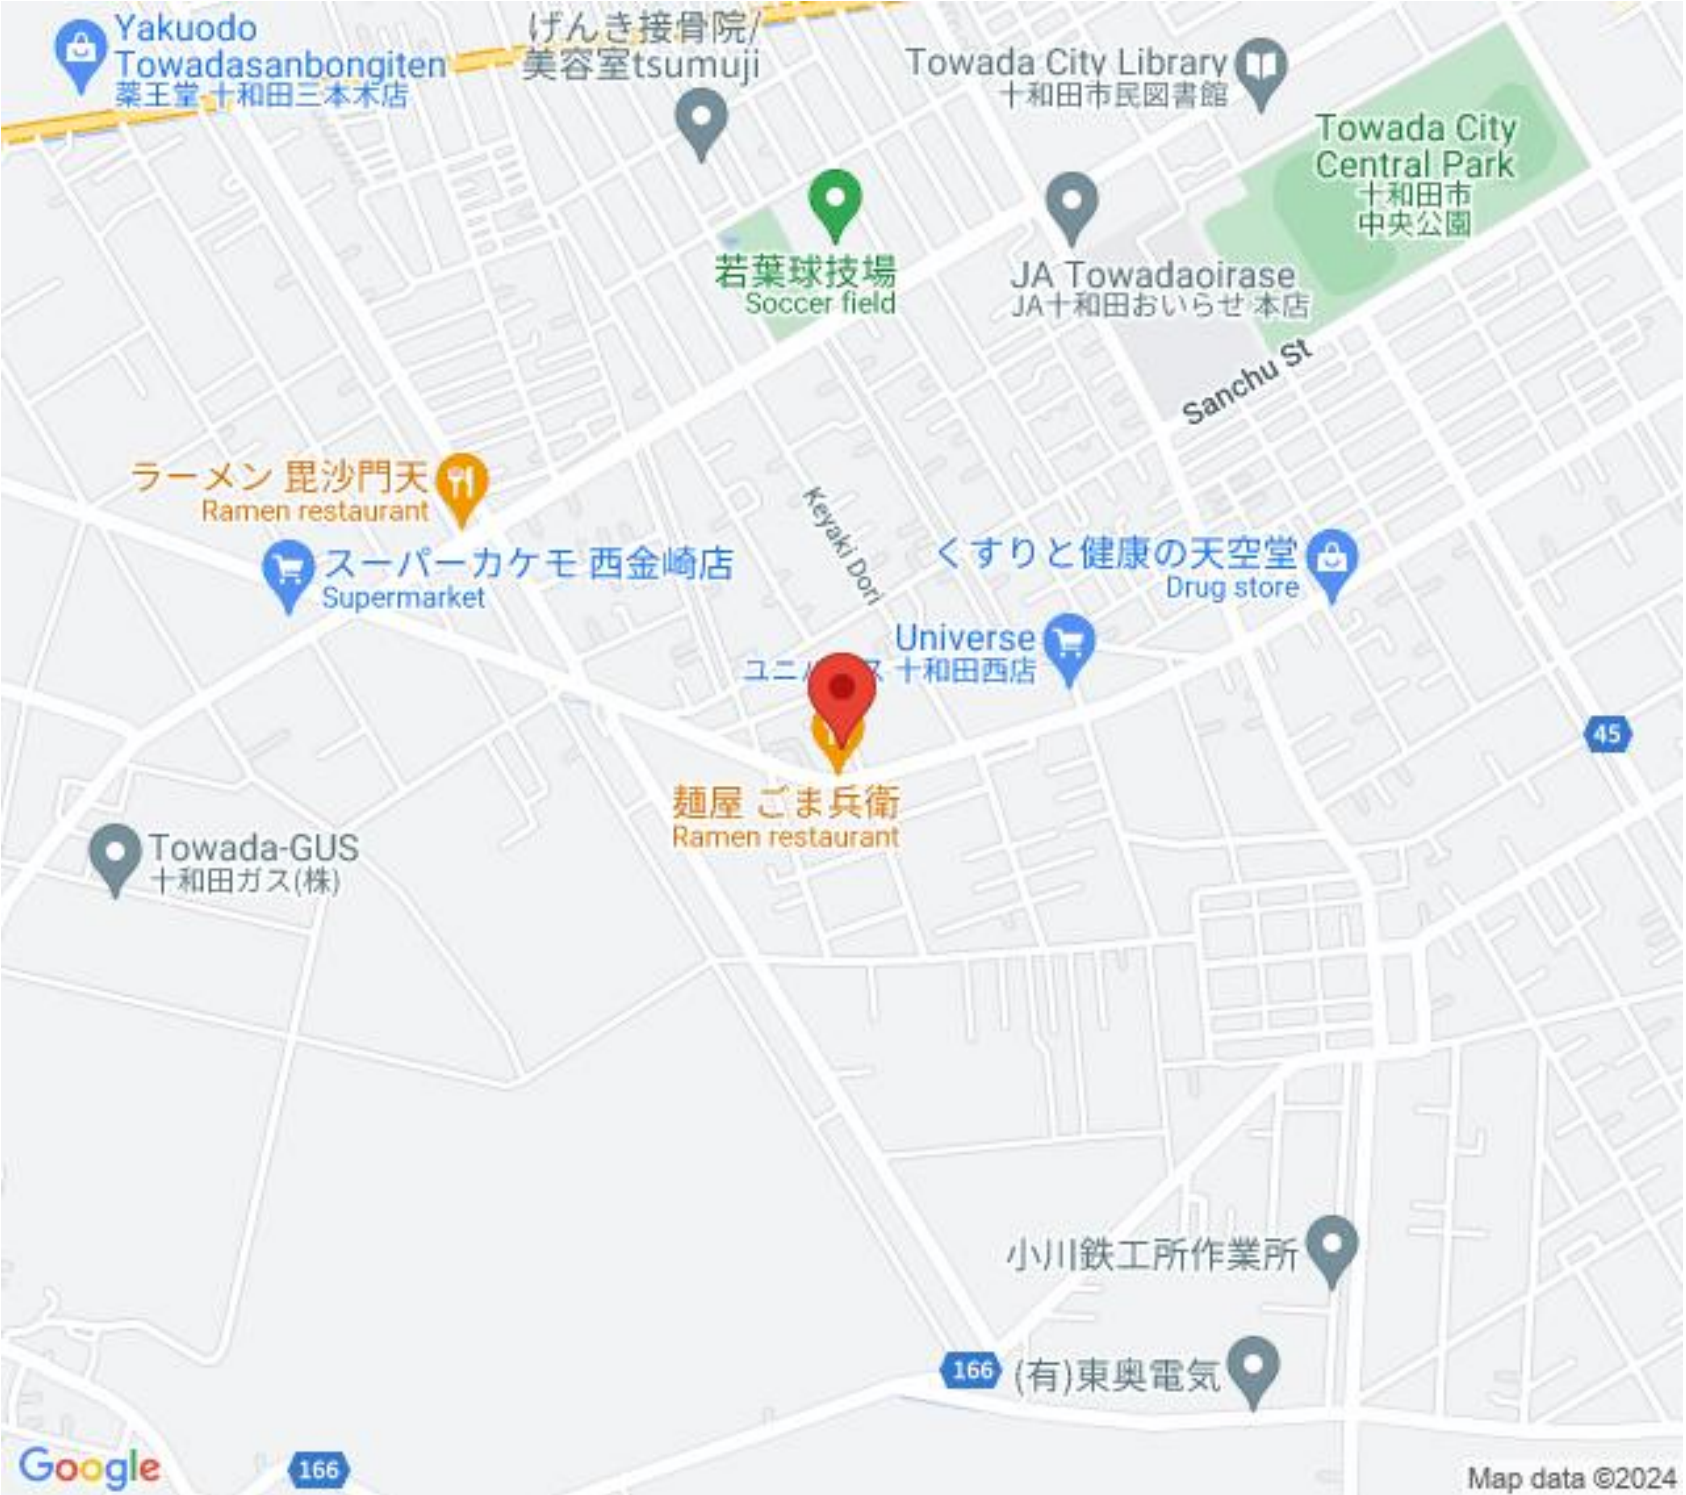 Yakuodo
Towadasanbongiten
薬王堂 十和田三本木店
げんき接骨院/
美容室tsumuji
Towada City Library
十和田市民図書館
Towada City
Central Park
十和田市
中央公園
若葉球技場
Soccer field
JA Towadaoirase
JA十和田おいらせ 本店
Sanchu St
ラーメン 毘沙門天
Ramen restaurant
Keyaki Dori
スーパーカケモ 西金崎店
Supermarket
くすりと健康の天空堂
Drug store
Universe
十和田西店
45
麺屋 ごま兵衛
Ramen restaurant
Towada-GUS
十和田ガス(株)
小川鉄工所作業所
166
(有)東奥電気
Google
166
Map data ©2024